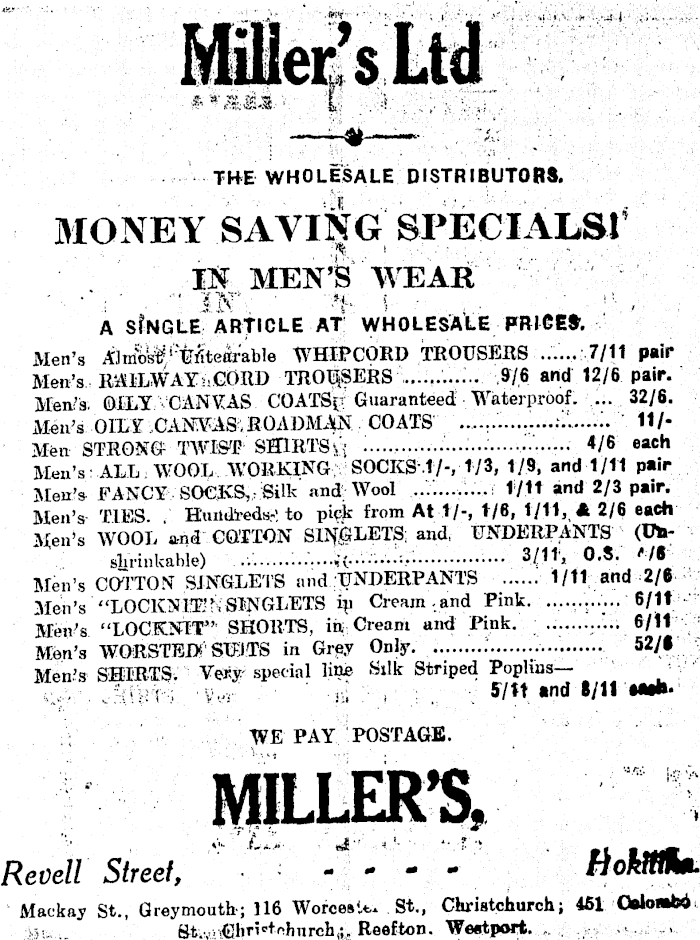 Miller's Ltd
THE WHOLESALE DISTRIBUTORS.
MONEY SAVING SPECIALS!
IN MEN'S WEAR
A SINGLE ARTICLE AT WHOLESALE PRICES.
Men's Almost Untearable WHIPCORD TROUSERS ...... 7/11 pair
Men's RAILWAY CORD TROUSERS ............ 9/6 and 12/6 pair.
Men's OILY CANVAS COATS, Guaranteed Waterproof. ... 32/6.
Men's OILY CANVAS ROADMAN COATS ..................... 11/-
Men STRONG TWIST SHIRTS, .................................. 4/6 each
Men's ALL WOOL WORKING SOCKS 1/-, 1/3, 1/9, and 1/11 pair
Men's FANCY SOCKS, Silk and Wool ............ 1/11 and 2/3 pair.
Men's TIES. Hundreds to pick from At 1/-, 1/6, 1/11, & 2/6 each
Men's WOOL and COTTON SINGLETS and UNDERPANTS (Un-
shrinkable) .......................................... 3/11, O.S.
Men's COTTON SINGLETS and UNDERPANTS ...... 1/11 and 2/6
Men's "LOCKNIT" SINGLETS in Cream and Pink. ............ 6/11
Men's "LOCKNIT" SHORTS, in Cream and Pink. ............ 6/11
Men's WORSTED SUITS in Grey Only. ........................... 52/6
Men's SHIRTS. Very special line Silk Striped Poplins—
5/11 and 8/11 each.
WE PAY POSTAGE.
MILLER'S,
Revell Street, - - - - Hokitika.
Mackay St., Greymouth; 116 Worcester St., Christchurch; 451 Colombo
St., Christchurch; Reefton. Westport.